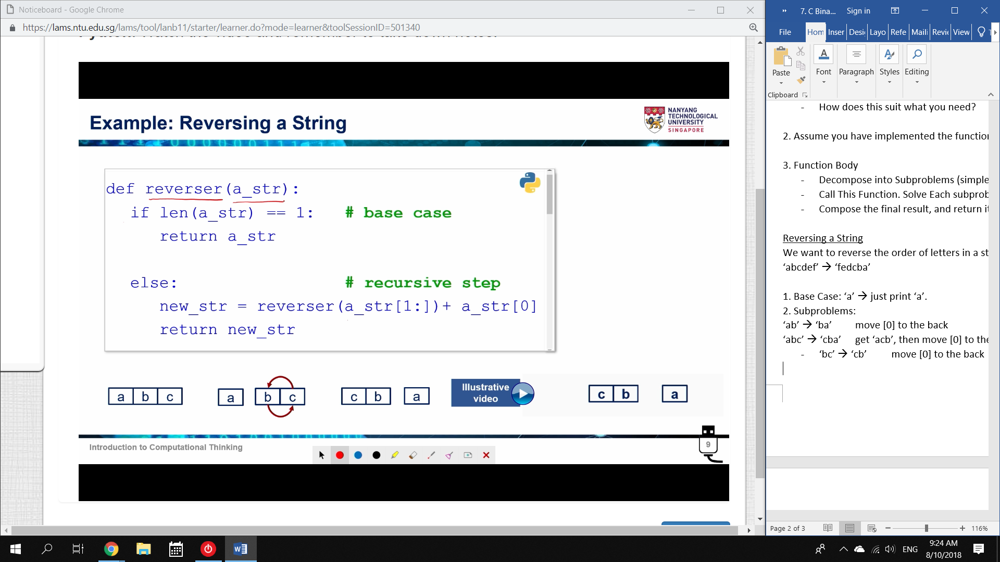 Noticeboard - Google Chrome
https://lams.ntu.edu.sg/lams/tool/lanb11/starter/learner.do?mode=learner&toolSessionID=501340
Example: Reversing a String
NANYANG
TECHNOLOGICAL
UNIVERSITY
SINGAPORE
def reverser(a_str):
if len(a_str) == 1: # base case
return a_str
else: # recursive step
new_str = reverser(a_str[1:])+ a_str[0]
return new_str
a b c a b c c b a
Illustrative
video
c b a
Introduction to Computational Thinking
9
7. C Bina... Sign in
File Hom Inser Desi Layo Refe Maili Revi View
Paste Font Paragraph Styles Editing
Clipboard
- How does this suit what you need?
2. Assume you have implemented the function
3. Function Body
- Decompose into Subproblems (simple
- Call This Function. Solve Each subprob
- Compose the final result, and return it
Reversing a String
We want to reverse the order of letters in a st
‘abcdef’ → ‘fedcba’
1. Base Case: ‘a’ → just print ‘a’.
2. Subproblems:
‘ab’ → ‘ba’ move [0] to the back
‘abc’ → ‘cba’ get ‘acb’, then move [0] to the
- ‘bc’ → ‘cb’ move [0] to the back
Page 2 of 3
116%
ENG
9:24 AM
8/10/2018